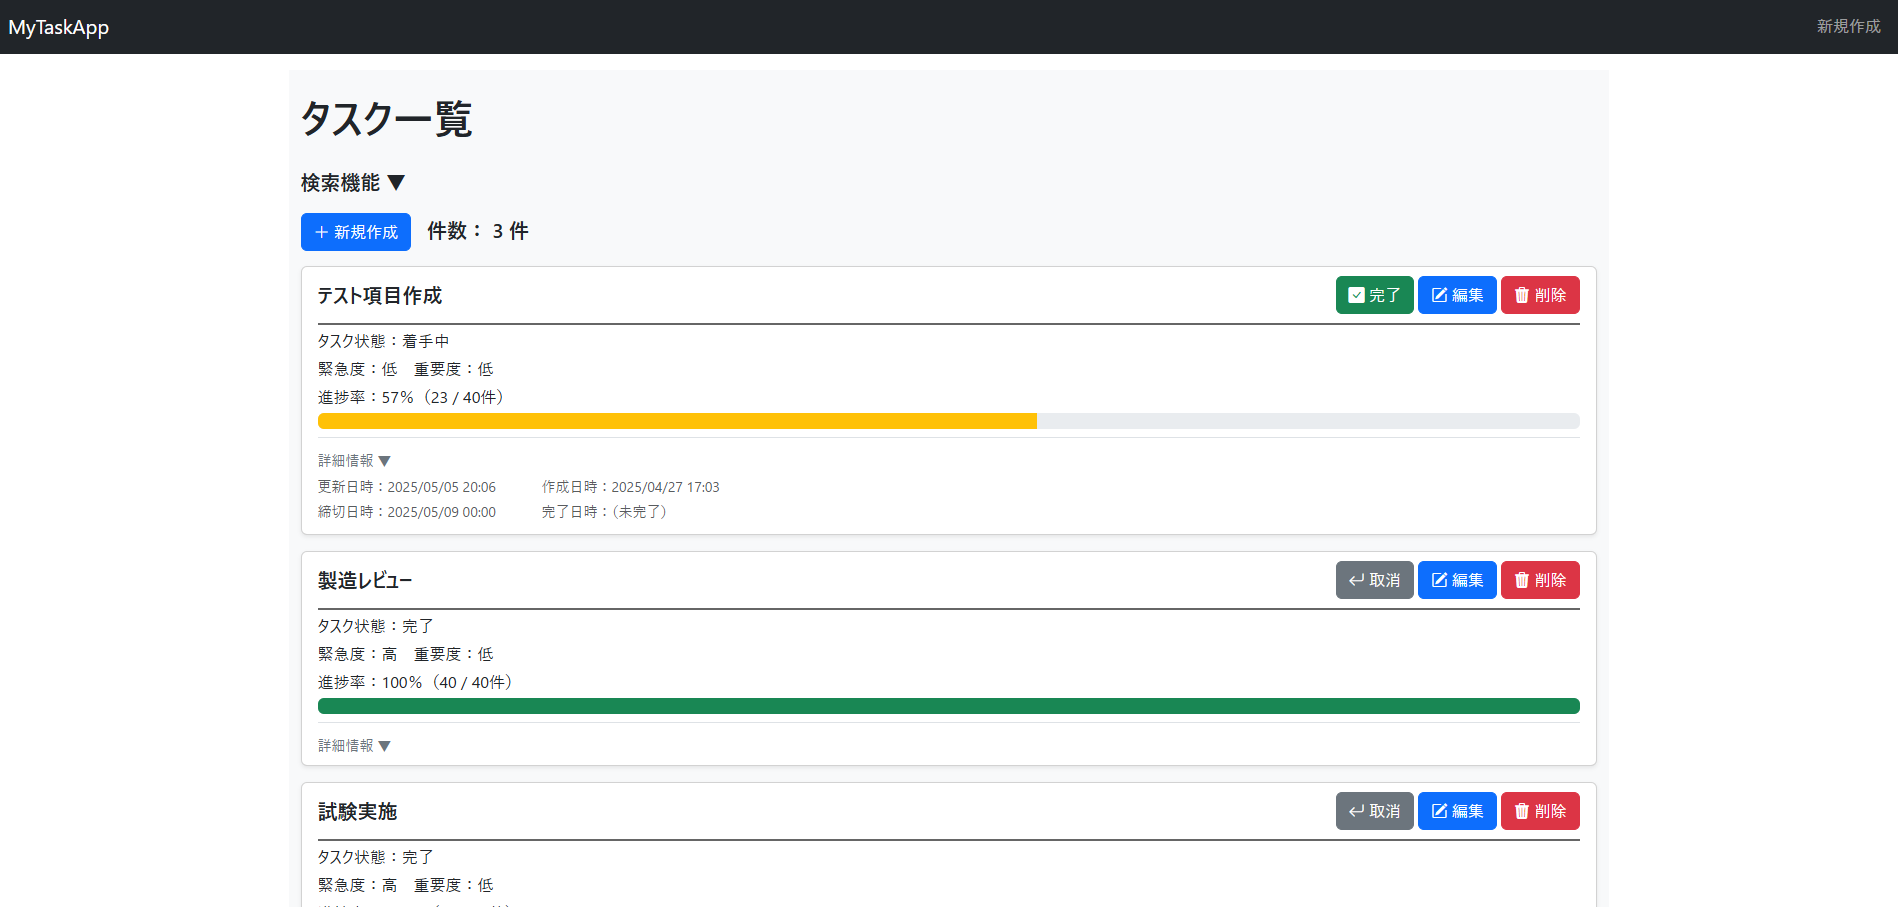 MyTaskApp 新規作成
タスク一覧
検索機能 ▼
+ 新規作成 件数： 3 件
テスト項目作成 完了 編集 削除
タスク状態：着手中
緊急度：低　重要度：低
進捗率：57%（23 / 40件）
詳細情報 ▼
更新日時：2025/05/05 20:06 作成日時：2025/04/27 17:03
締切日時：2025/05/09 00:00 完了日時：（未完了）
製造レビュー 取消 編集 削除
タスク状態：完了
緊急度：高　重要度：低
進捗率：100%（40 / 40件）
詳細情報 ▼
試験実施 取消 編集 削除
タスク状態：完了
緊急度：高　重要度：低